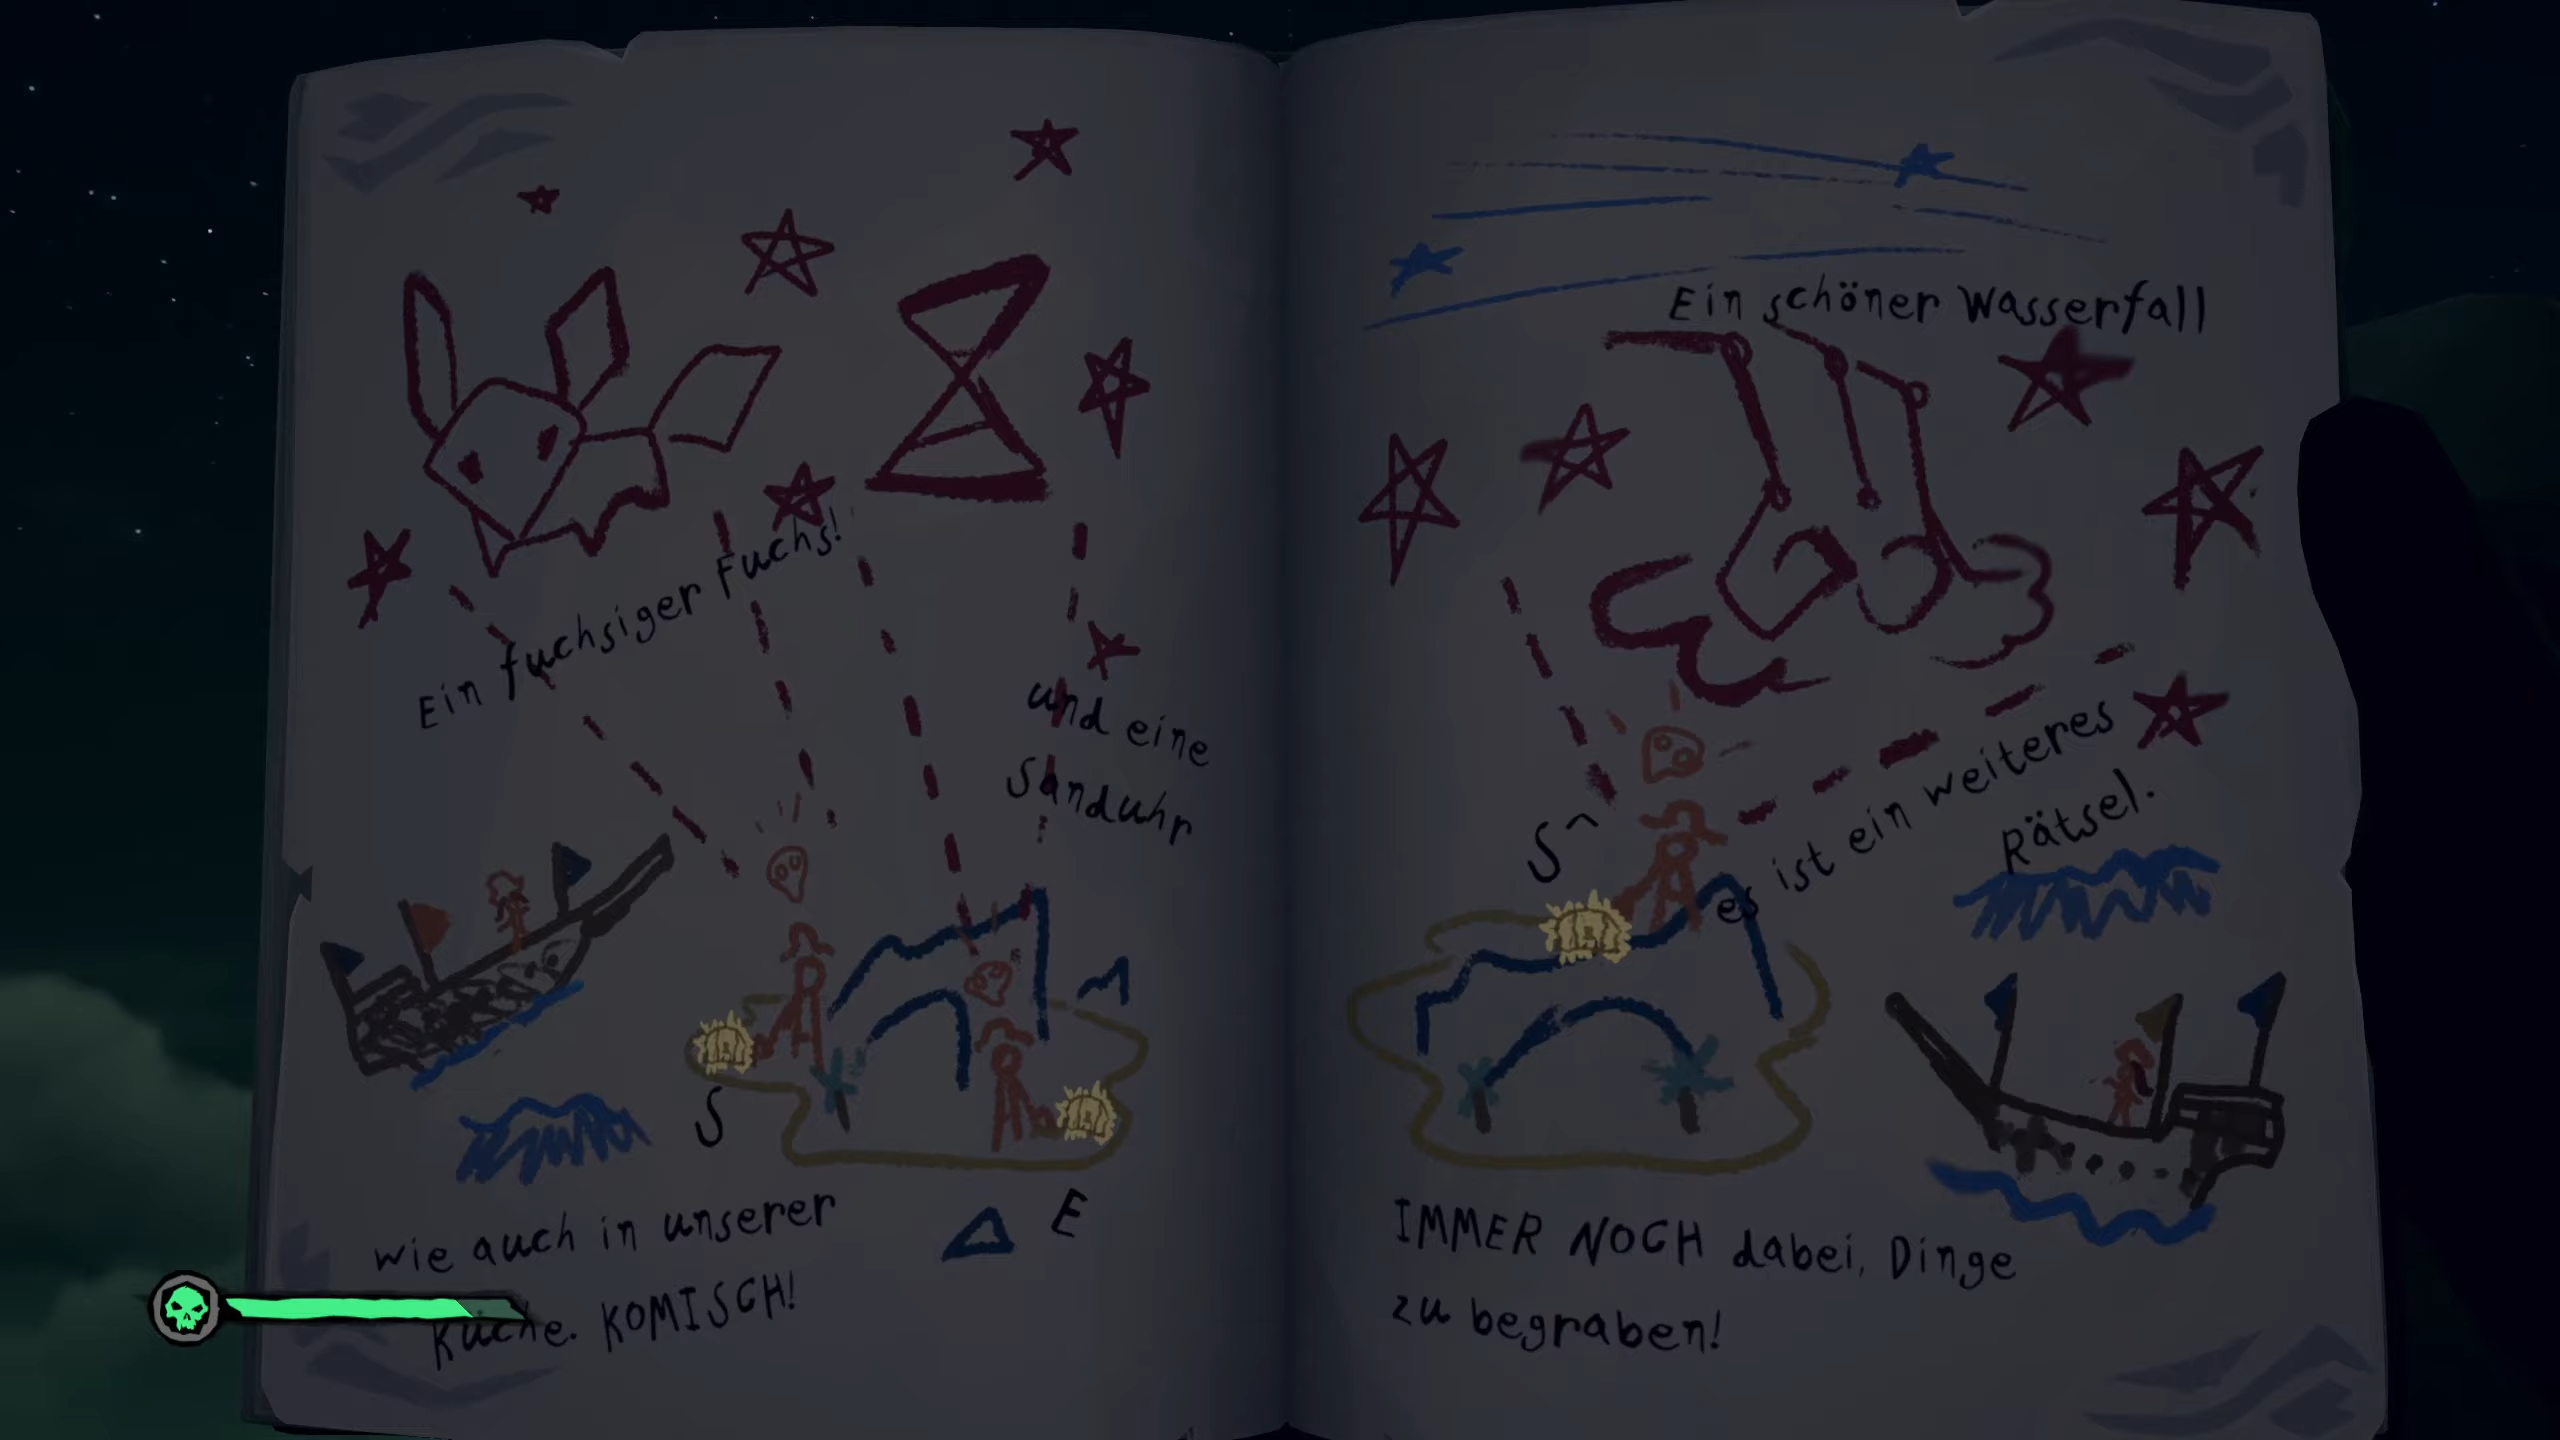 Ein fuchsiger Fuchs!
und eine
Sanduhr
S
wie auch in unserer
Küche. KOMISCH!
E
Ein schöner Wasserfall
S
es ist ein weiteres
Rätsel.
IMMER NOCH dabei, Dinge
zu begraben!